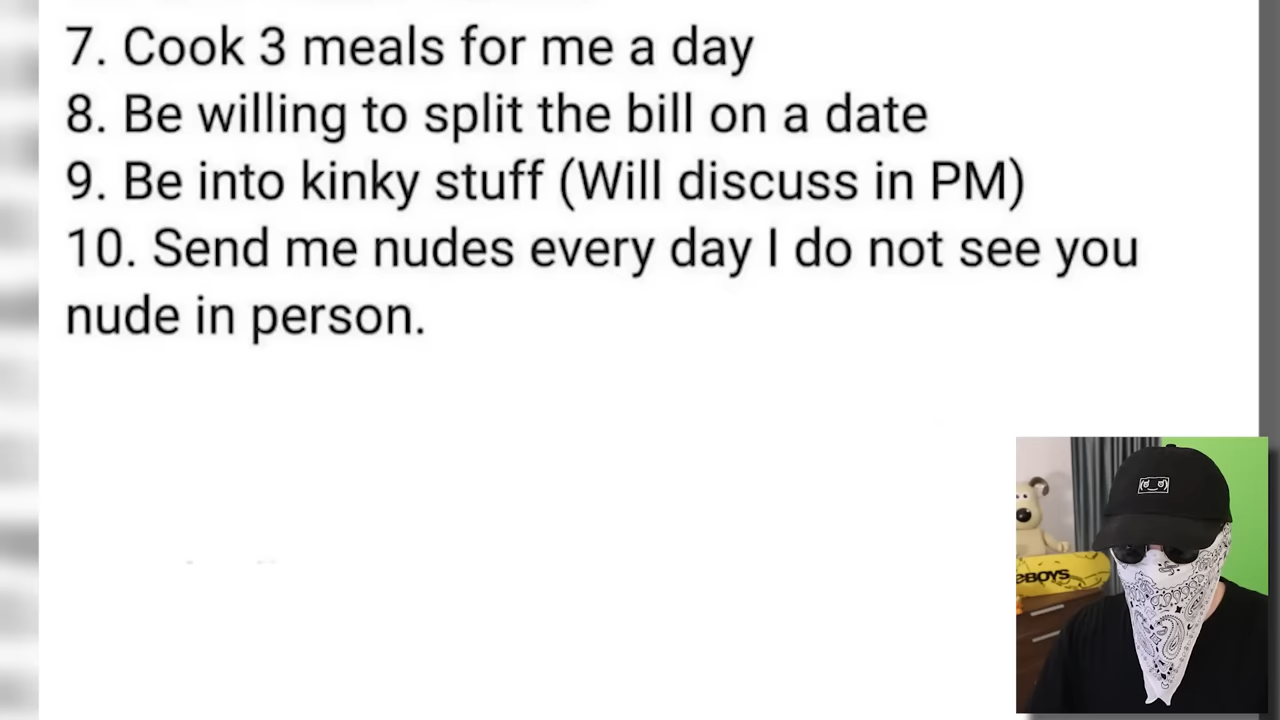 7. Cook 3 meals for me a day
8. Be willing to split the bill on a date
9. Be into kinky stuff (Will discuss in PM)
10. Send me nudes every day I do not see you
nude in person.
BOYS